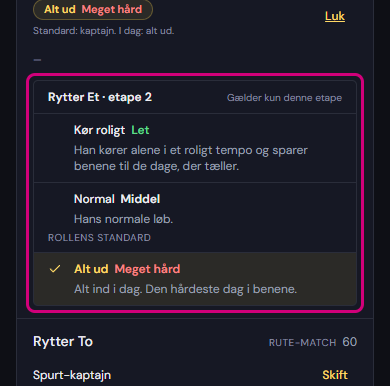 Alt ud Meget hård
Luk
Standard: kaptajn. I dag: alt ud.
–
Rytter Et · etape 2 Gælder kun denne etape
Kør roligt Let
Han kører alene i et roligt tempo og sparer
benene til de dage, der tæller.
Normal Middel
Hans normale løb.
ROLLENS STANDARD
Alt ud Meget hård
Alt ind i dag. Den hårdeste dag i benene.
Rytter To RUTE-MATCH 60
Spurt-kaptajn Skift